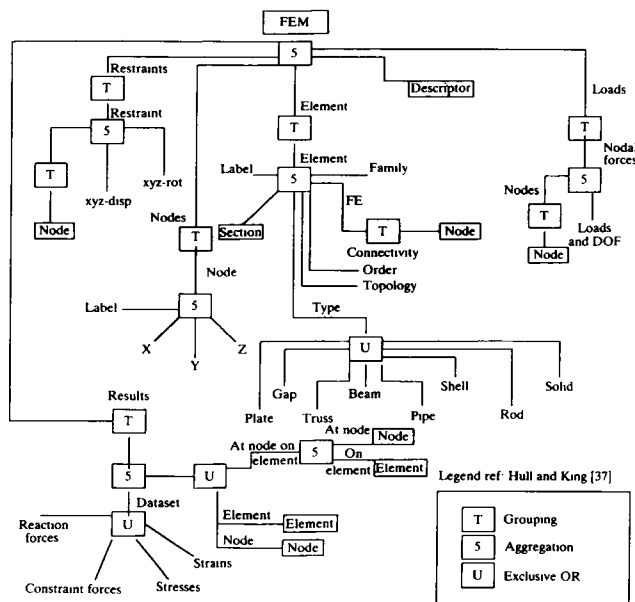 FEM
5
Restraints
T
Restraint
5
T
xyz-rot
xyz-disp
Node
Descriptor
Element
T
Element
Label
5
Family
FE
Section
T
Node
Connectivity
Order
Topology
Type
Nodes
T
Node
Label
5
X
Y
Z
Loads
T
Nodal
forces
5
Nodes
T
Loads
and DOF
Node
U
Gap
Beam
Shell
Solid
Plate
Truss
Pipe
Rod
Results
T
5
U
At node on
element
5
At node
Node
On
element
Element
Dataset
Reaction
forces
U
Strains
Constraint forces
Stresses
Element
Element
Node
Node
Legend ref: Hull and King [37]
T Grouping
5 Aggregation
U Exclusive OR